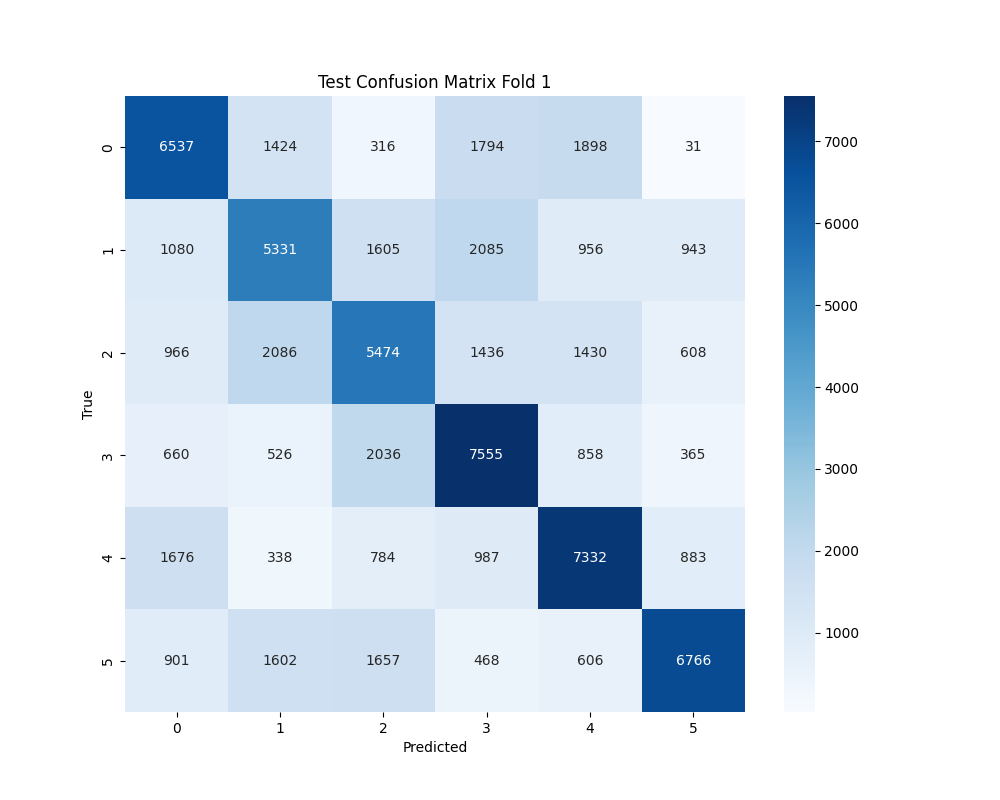 Test Confusion Matrix Fold 1
0 6537 1424 316 1794 1898 31
1 1080 5331 1605 2085 956 943
2 966 2086 5474 1436 1430 608
3 660 526 2036 7555 858 365
4 1676 338 784 987 7332 883
5 901 1602 1657 468 606 6766
0 1 2 3 4 5
Predicted
True
7000
6000
5000
4000
3000
2000
1000